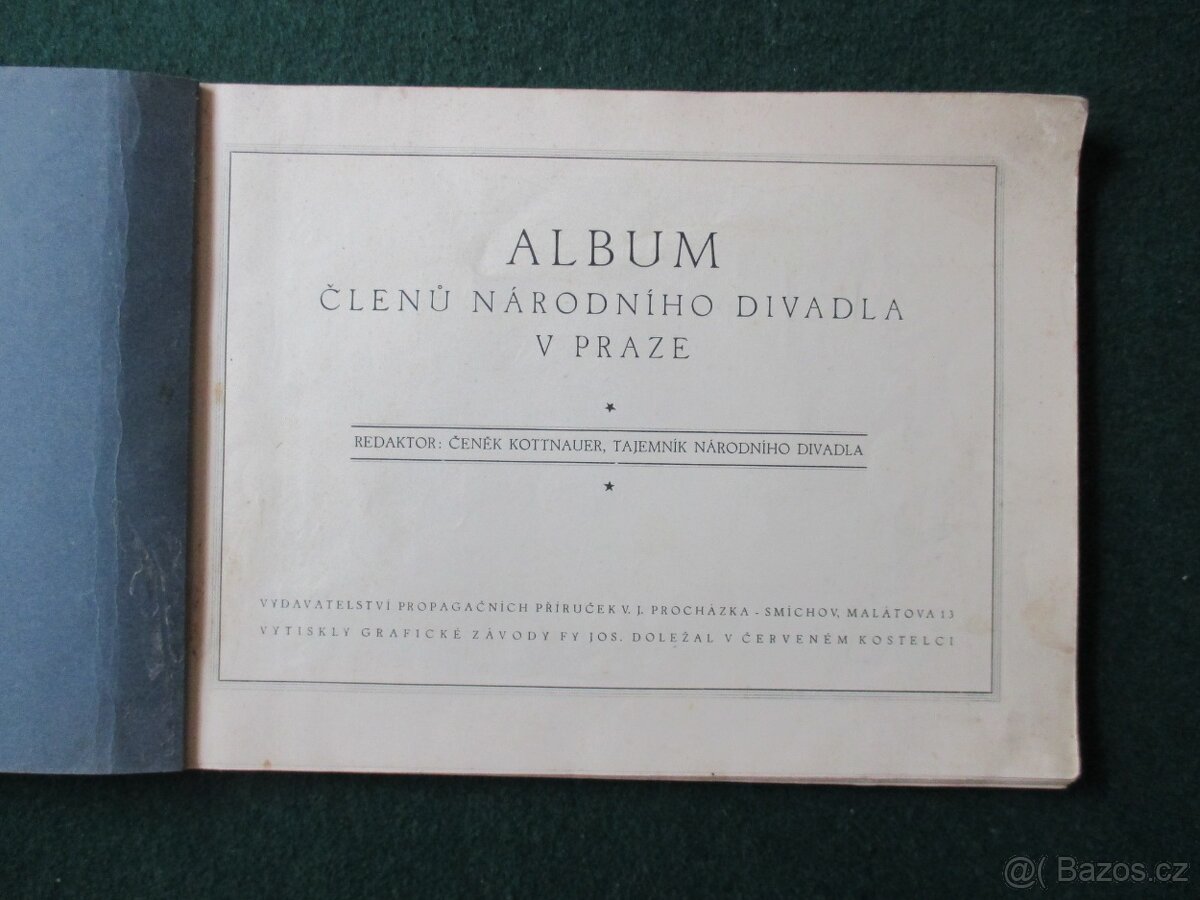 ALBUM
ČLENŮ NÁRODNÍHO DIVADLA
V PRAZE
REDAKTOR: ČENĚK KOTTNAUER, TAJEMNÍK NÁRODNÍHO DIVADLA
VYDAVATELSTVÍ PROPAGAČNÍCH PŘÍRUČEK V. J. PROCHÁZKA - SMÍCHOV, MALÁTOVA 13
VYTISKLY GRAFICKÉ ZÁVODY FY JOS. DOLEŽAL V ČERVENÉM KOSTELCI
@( Bazos.cz